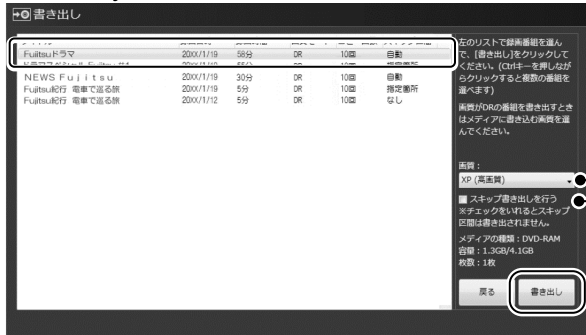 書き出し
Fujitsuドラマ 20XX/1/19 58分 DR 10回 自動
NEWS Fujitsu 20XX/1/19 30分 DR 10回 自動
Fujitsu紀行 電車で巡る旅 20XX/1/19 5分 DR 10回 指定箇所
Fujitsu紀行 電車で巡る旅 20XX/1/12 5分 DR 10回 なし
左のリストで録画番組を選ん
で、[書き出し]をクリックして
ください。(Ctrlキーを押しなが
らクリックすると複数の番組を
選べます)
画質がDRの番組を書き出すとき
はメディアに書き込む画質を選
んでください。
画質：
XP (高画質)
スキップ書き出しを行う
※チェックをいれるとスキップ
区間は書き出されません。
メディアの種類：DVD-RAM
容量：1.3GB/4.1GB
枚数：1枚
戻る 書き出し